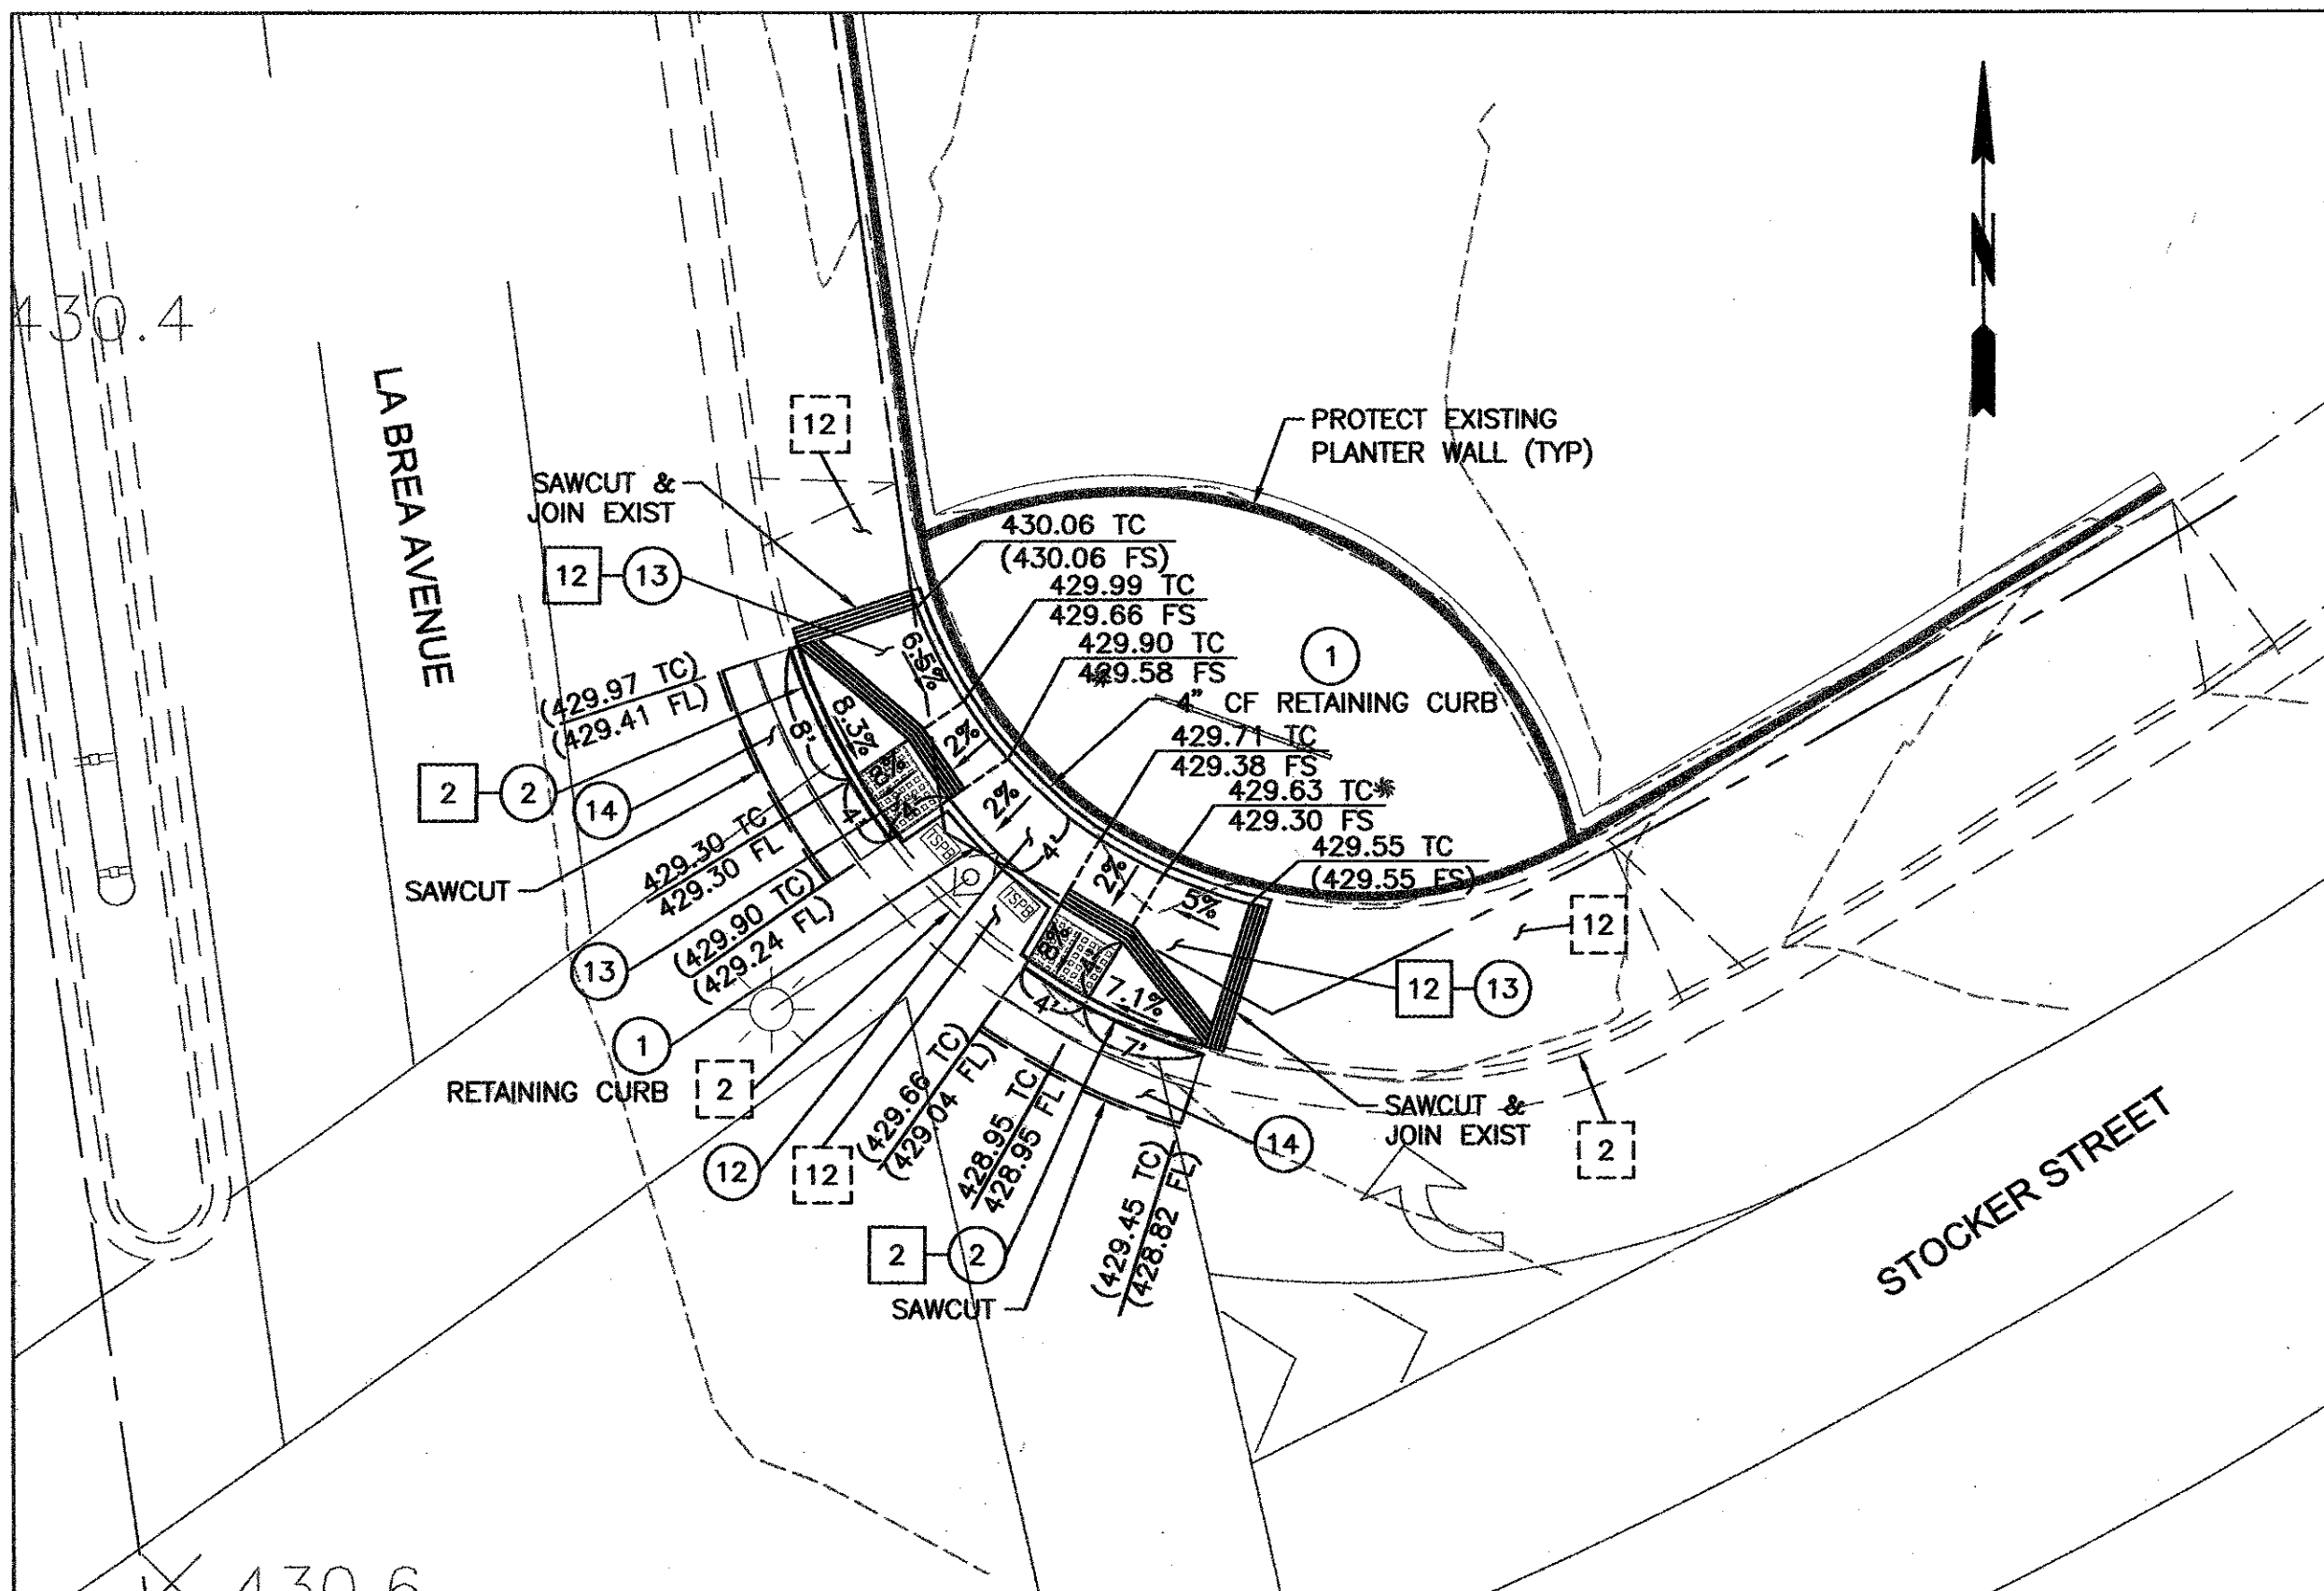 430.4
LA BREA AVENUE
N
12
PROTECT EXISTING
PLANTER WALL (TYP)
SAWCUT &
JOIN EXIST
12
13
430.06 TC
(430.06 FS)
429.99 TC
429.66 FS
429.90 TC
429.58 FS
1
4" CF RETAINING CURB
429.71 TC
429.38 FS
429.63 TC*
429.30 FS
429.55 TC
(429.55 FS)
6.5%
8.3%
8'
2%
2%
8%
4'
4'
4'
2%
5%
8%
4'
4'
7.1%
7'
TSPB
TSPB
(429.97 TC)
(429.41 FL)
2
2
14
SAWCUT
429.30 TC
429.30 FL
13
(429.90 TC)
(429.24 FL)
1
RETAINING CURB
2
12
12
(429.66 TC)
(429.04 FL)
428.95 TC
428.95 FL
2
2
SAWCUT
(429.45 TC)
(428.82 FL)
12
12
13
SAWCUT &
JOIN EXIST
14
2
STOCKER STREET
430.6